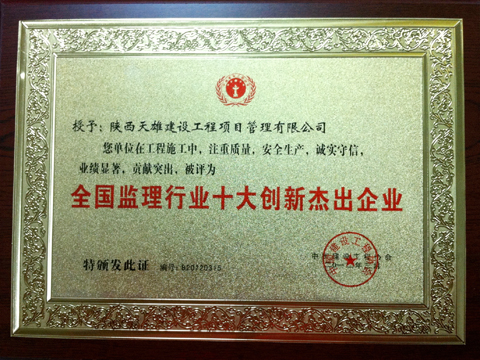 授予：陕西天雄建设工程项目管理有限公司
您单位在工程施工中，注重质量，安全生产，诚实守信，
业绩显著，贡献突出，被评为
全国监理行业十大创新杰出企业
特颁发此证 编号：B20120315